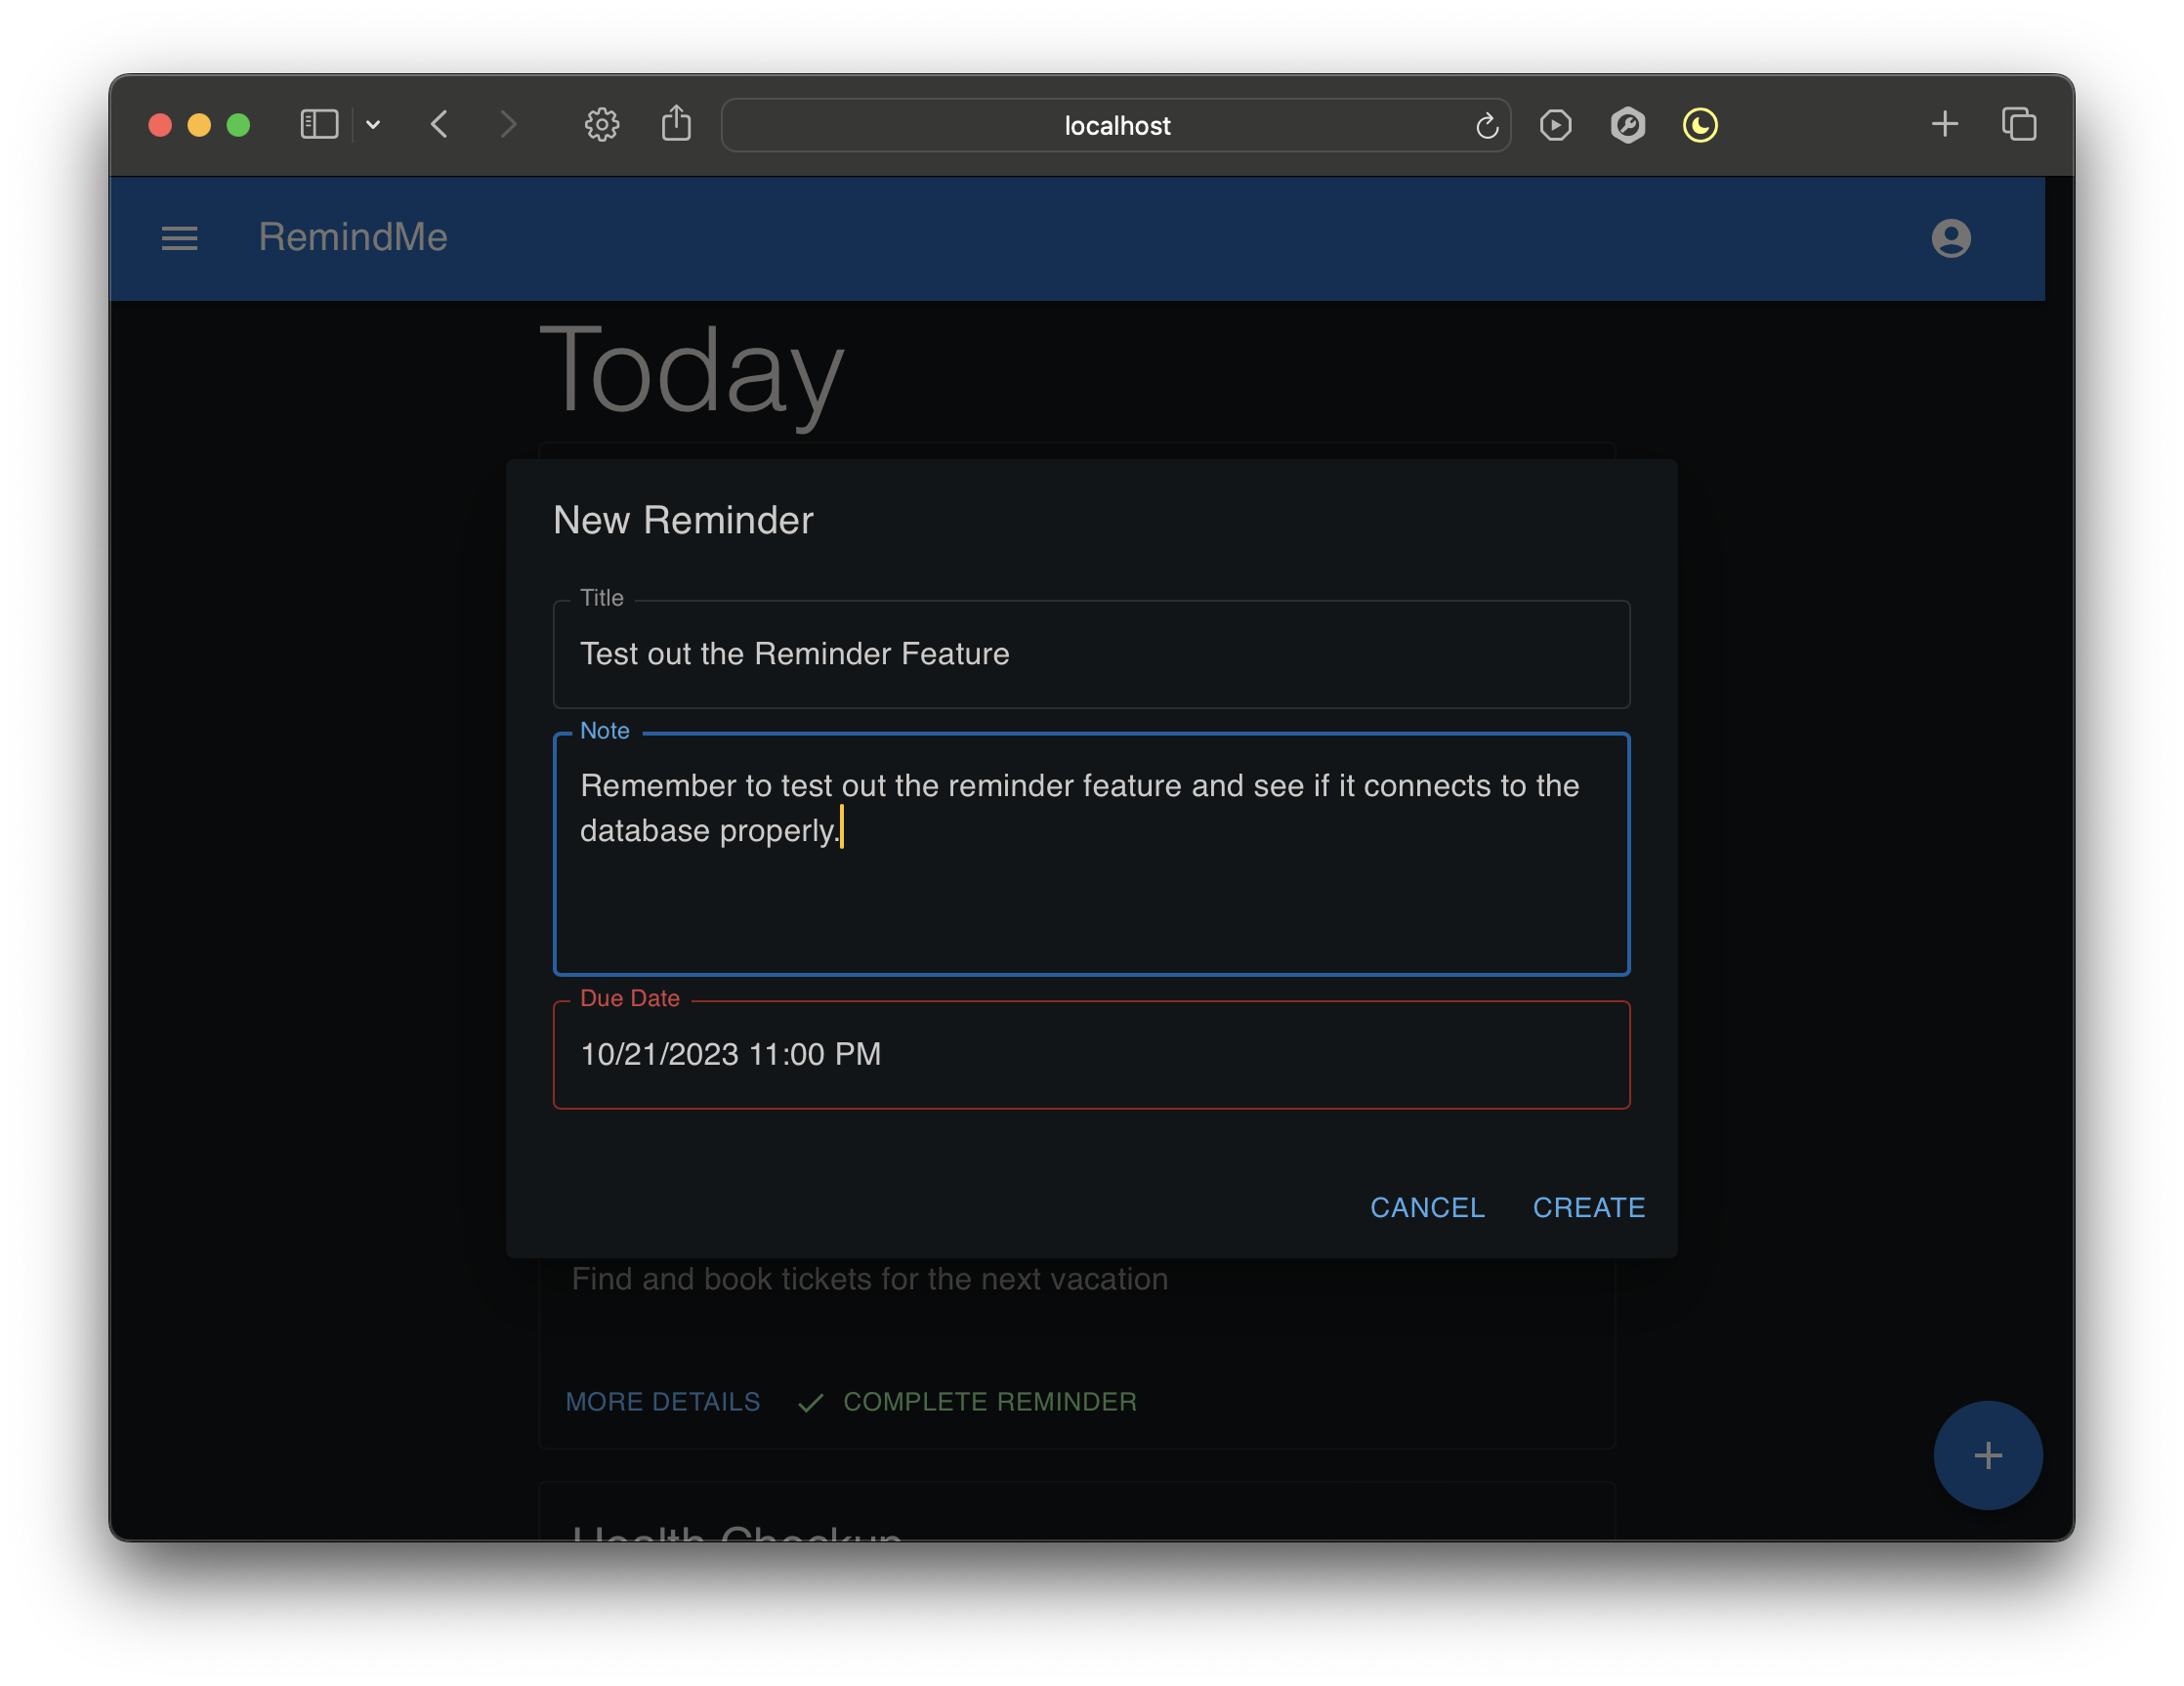 localhost
RemindMe
Today
New Reminder
Title
Test out the Reminder Feature
Note
Remember to test out the reminder feature and see if it connects to the
database properly.
Due Date
10/21/2023 11:00 PM
CANCEL CREATE
Find and book tickets for the next vacation
MORE DETAILS COMPLETE REMINDER
Health Checkup